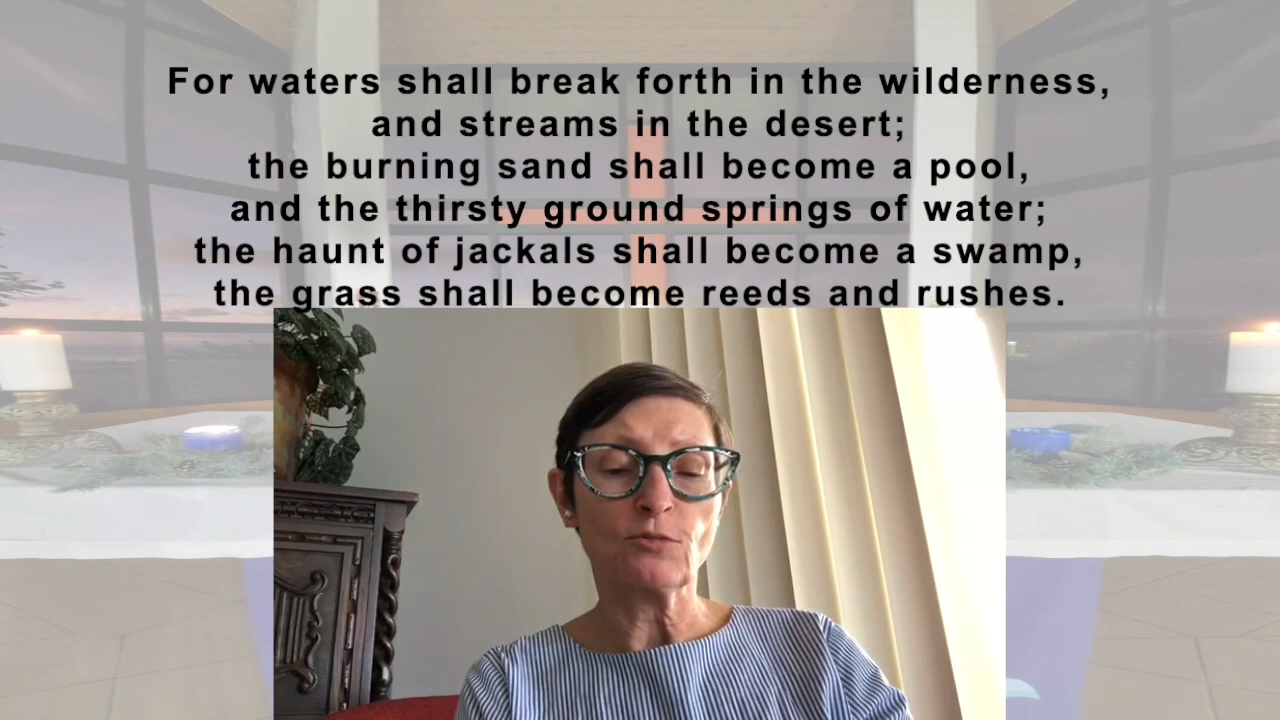 For waters shall break forth in the wilderness,
and streams in the desert;
the burning sand shall become a pool,
and the thirsty ground springs of water;
the haunt of jackals shall become a swamp,
the grass shall become reeds and rushes.